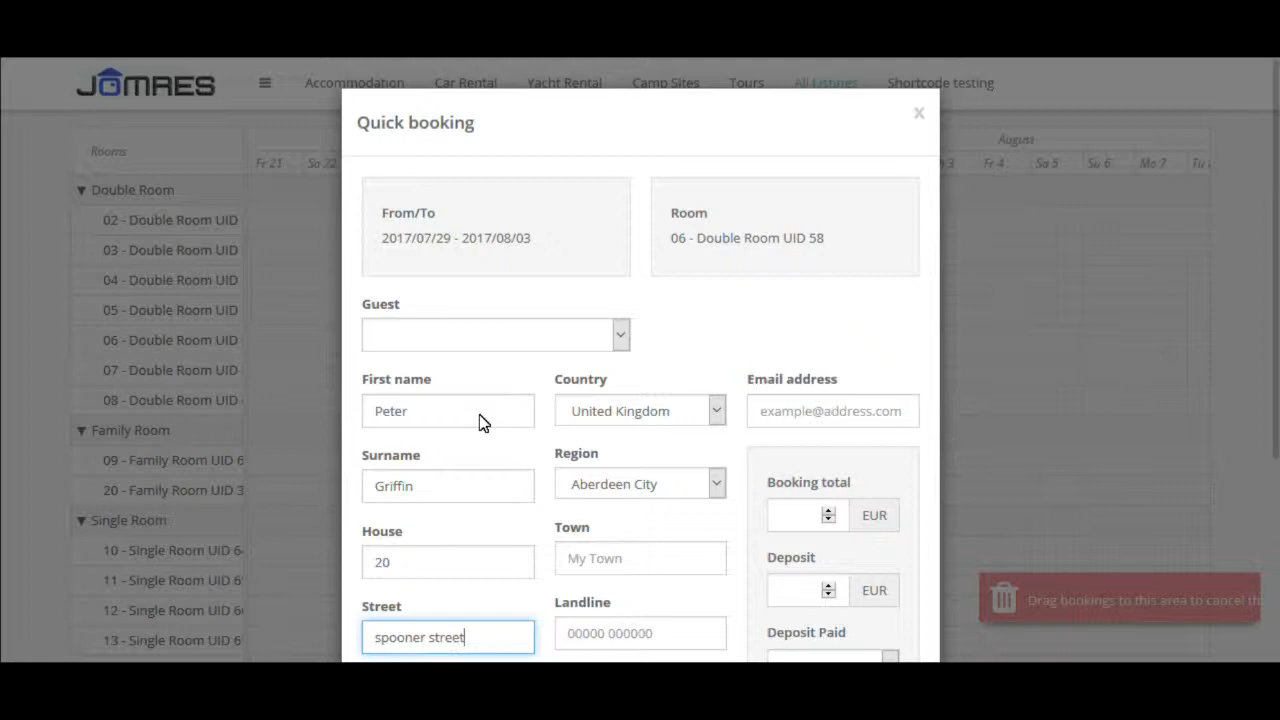 JOMRES
Accommodation Car Rental Yacht Rental Camp Sites Tours All Listings Shortcode testing
Quick booking
x
Rooms
Fr 21 Sa 22
August
3 Fr 4 Sa 5 Su 6 Mo 7 Tu
Double Room
02 - Double Room UID
03 - Double Room UID
04 - Double Room UID
05 - Double Room UID
06 - Double Room UID
07 - Double Room UID
08 - Double Room UID
Family Room
09 - Family Room UID 6
20 - Family Room UID 3
Single Room
10 - Single Room UID 6
11 - Single Room UID 6
12 - Single Room UID 6
13 - Single Room UID 6
From/To
2017/07/29 - 2017/08/03
Room
06 - Double Room UID 58
Guest
First name
Peter
Surname
Griffin
House
20
Street
spooner street
Country
United Kingdom
Region
Aberdeen City
Town
My Town
Landline
00000 000000
Email address
example@address.com
Booking total
EUR
Deposit
EUR
Deposit Paid
Drag bookings to this area to cancel